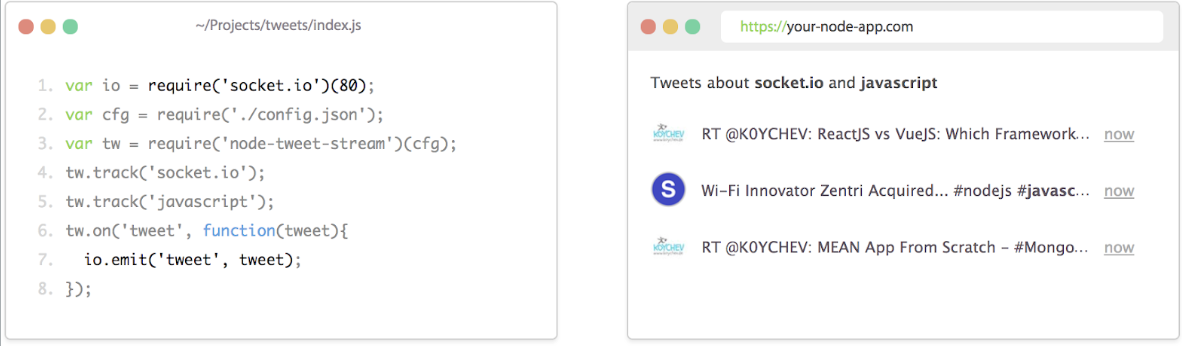 ~/Projects/tweets/index.js
1. var io = require('socket.io')(80);
2. var cfg = require('./config.json');
3. var tw = require('node-tweet-stream')(cfg);
4. tw.track('socket.io');
5. tw.track('javascript');
6. tw.on('tweet', function(tweet){
7.   io.emit('tweet', tweet);
8. });
https://your-node-app.com
Tweets about socket.io and javascript
K0YCHEV
RT @K0YCHEV: ReactJS vs VueJS: Which Framework... now
S
Wi-Fi Innovator Zentri Acquired... #nodejs #javasc... now
K0YCHEV
RT @K0YCHEV: MEAN App From Scratch - #Mongo... now